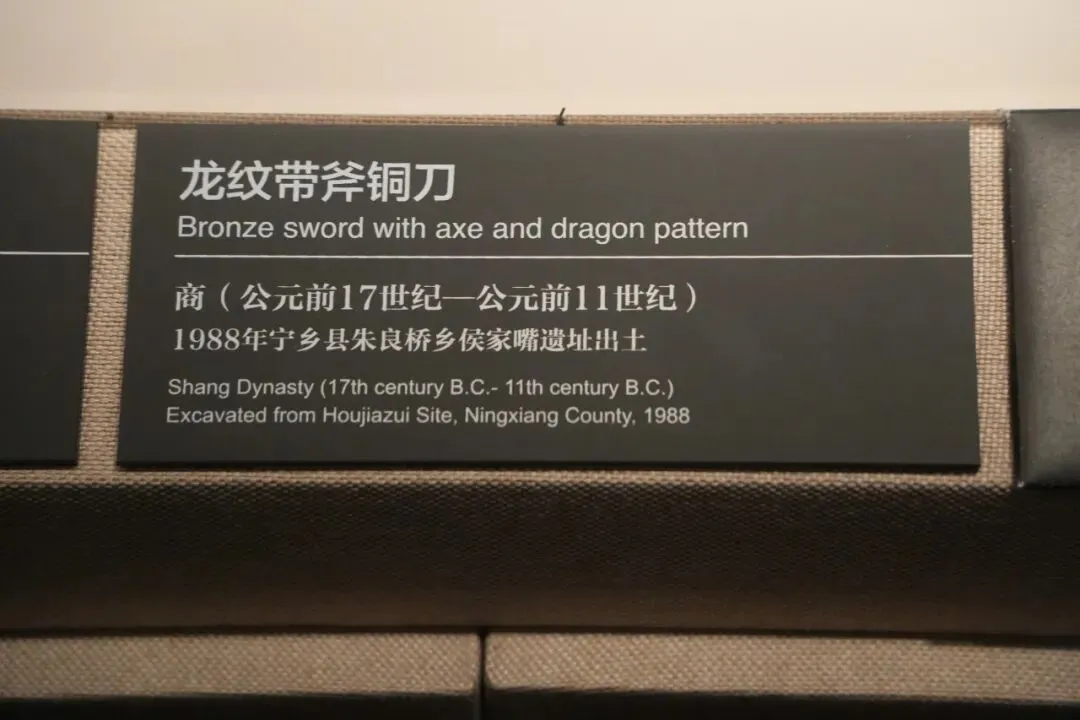 龙纹带斧铜刀
Bronze sword with axe and dragon pattern
商（公元前17世纪—公元前11世纪）
1988年宁乡县朱良桥乡侯家嘴遗址出土
Shang Dynasty (17th century B.C.- 11th century B.C.)
Excavated from Houjiazui Site, Ningxiang County, 1988